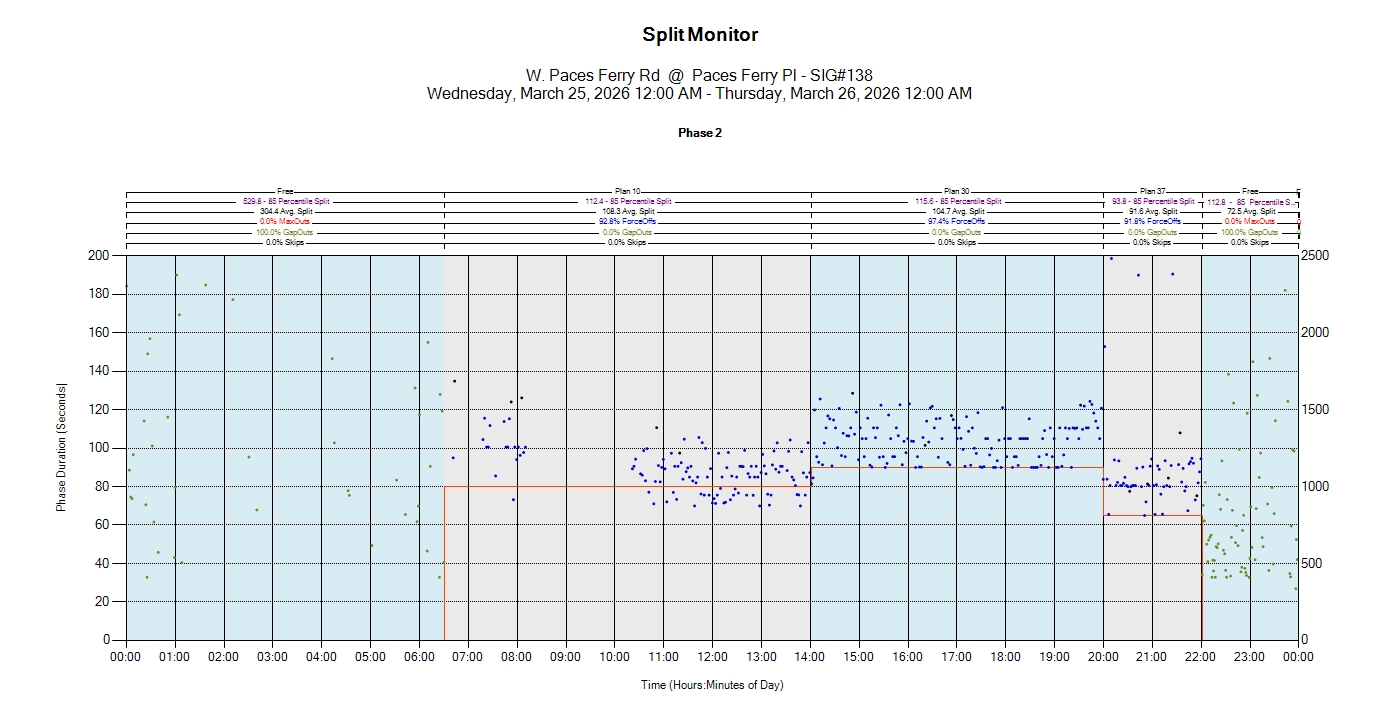 Split Monitor
W. Paces Ferry Rd @ Paces Ferry Pl - SIG#138
Wednesday, March 25, 2026 12:00 AM - Thursday, March 26, 2026 12:00 AM
Phase 2
Free Plan 10 Plan 30 Plan 37 Free F
529.8 - 85 Percentile Split 112.4 - 85 Percentile Split 115.6 - 85 Percentile Split 93.8 - 85 Percentile Split 112.8 - 85 Percentile S...
304.4 Avg. Split 108.3 Avg. Split 104.7 Avg. Split 91.6 Avg. Split 72.5 Avg. Split
0.0% MaxOuts 92.8% ForceOffs 97.4% ForceOffs 91.8% ForceOffs 0.0% MaxOuts
100.0% GapOuts 0.0% GapOuts 0.0% GapOuts 0.0% GapOuts 100.0% GapOuts
0.0% Skips 0.0% Skips 0.0% Skips 0.0% Skips 0.0% Skips
200 2500
180
160 2000
140
120 1500
100
80 1000
60
40 500
20
0 0
Phase Duration (Seconds)
00:00 01:00 02:00 03:00 04:00 05:00 06:00 07:00 08:00 09:00 10:00 11:00 12:00 13:00 14:00 15:00 16:00 17:00 18:00 19:00 20:00 21:00 22:00 23:00 00:00
Time (Hours:Minutes of Day)